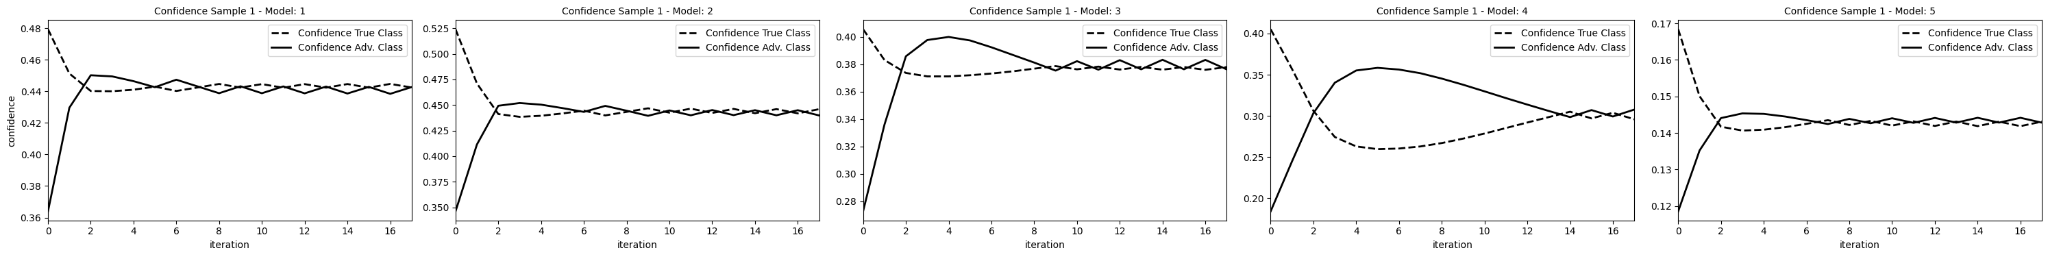 Confidence Sample 1 - Model: 1
Confidence True Class
Confidence Adv. Class
confidence
0.48
0.46
0.44
0.42
0.40
0.38
0.36
0 2 4 6 8 10 12 14 16
iteration
Confidence Sample 1 - Model: 2
Confidence True Class
Confidence Adv. Class
0.525
0.500
0.475
0.450
0.425
0.400
0.375
0.350
0 2 4 6 8 10 12 14 16
iteration
Confidence Sample 1 - Model: 3
Confidence True Class
Confidence Adv. Class
0.40
0.38
0.36
0.34
0.32
0.30
0.28
0 2 4 6 8 10 12 14 16
iteration
Confidence Sample 1 - Model: 4
Confidence True Class
Confidence Adv. Class
0.40
0.35
0.30
0.25
0.20
0 2 4 6 8 10 12 14 16
iteration
Confidence Sample 1 - Model: 5
Confidence True Class
Confidence Adv. Class
0.17
0.16
0.15
0.14
0.13
0.12
0 2 4 6 8 10 12 14 16
iteration